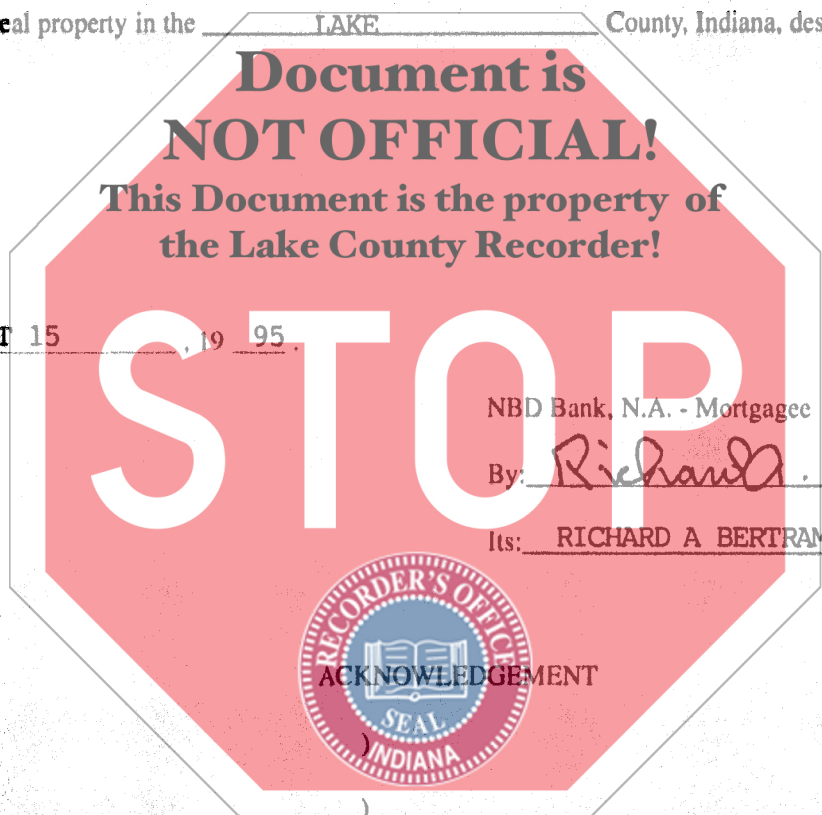 eal property in the LAKE County, Indiana, des
Document is
NOT OFFICIAL!
This Document is the property of
the Lake County Recorder!
T 15 , 19 95 .
STOP
NBD Bank, N.A. - Mortgagee
By: Richard A.
Its: RICHARD A BERTRAM
RECORDER'S OFFICE
ACKNOWLEDGEMENT
SEAL
)
INDIANA
)